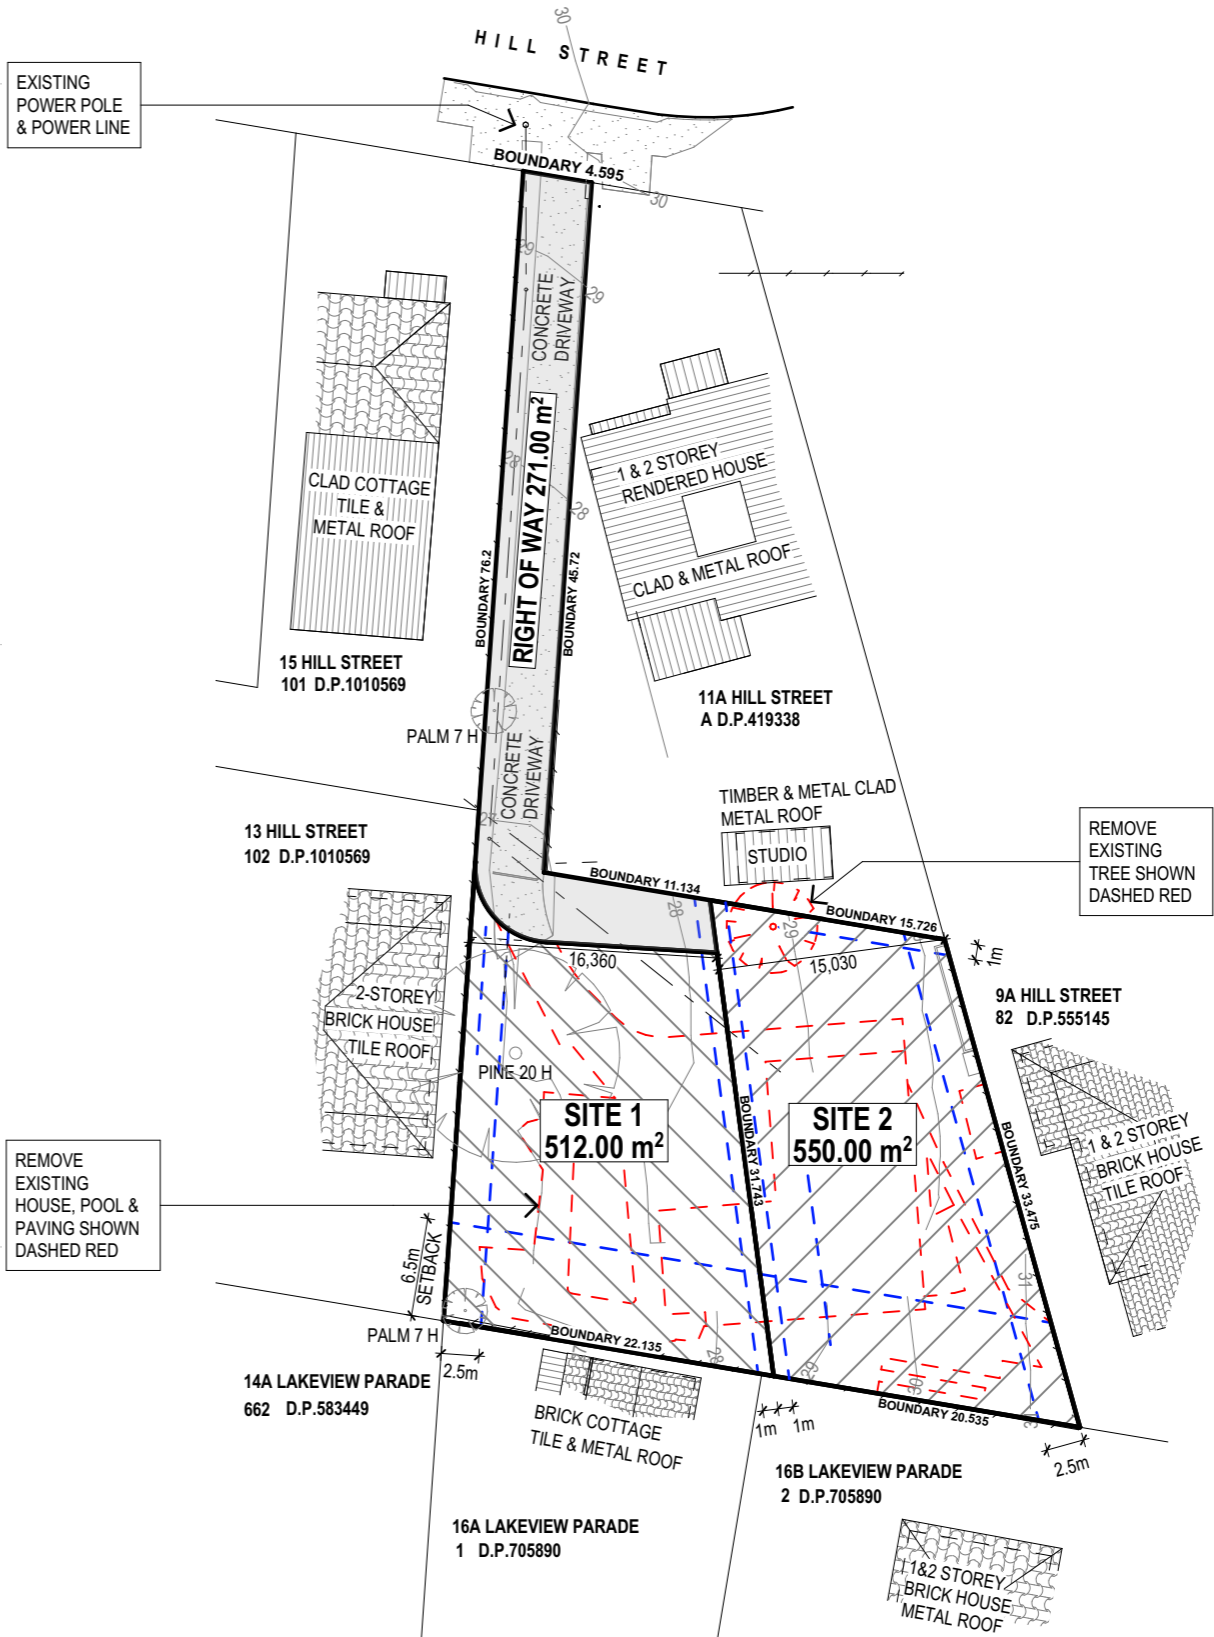 HILL STREET
30
EXISTING
POWER POLE
& POWER LINE
BOUNDARY 4.595
30
29
29
CONCRETE
DRIVEWAY
RIGHT OF WAY 271.00 m²
28
28
BOUNDARY 76.2
BOUNDARY 45.72
CLAD COTTAGE
TILE &
METAL ROOF
1 & 2 STOREY
RENDERED HOUSE
CLAD & METAL ROOF
15 HILL STREET
101 D.P.1010569
11A HILL STREET
A D.P.419338
PALM 7 H
CONCRETE
DRIVEWAY
27
TIMBER & METAL CLAD
METAL ROOF
STUDIO
REMOVE
EXISTING
TREE SHOWN
DASHED RED
13 HILL STREET
102 D.P.1010569
BOUNDARY 11.134
28
BOUNDARY 15.726
29
16,360
15,030
1m
9A HILL STREET
82 D.P.555145
2-STOREY
BRICK HOUSE
TILE ROOF
PINE 20 H
SITE 1
512.00 m²
BOUNDARY 31.743
SITE 2
550.00 m²
BOUNDARY 33.475
1 & 2 STOREY
BRICK HOUSE
TILE ROOF
REMOVE
EXISTING
HOUSE, POOL &
PAVING SHOWN
DASHED RED
6.5m
SETBACK
31
PALM 7 H
2.5m
BOUNDARY 22.135
28
29
30
BOUNDARY 20.535
14A LAKEVIEW PARADE
662 D.P.583449
BRICK COTTAGE
TILE & METAL ROOF
1m
1m
2.5m
16B LAKEVIEW PARADE
2 D.P.705890
16A LAKEVIEW PARADE
1 D.P.705890
1&2 STOREY
BRICK HOUSE
METAL ROOF